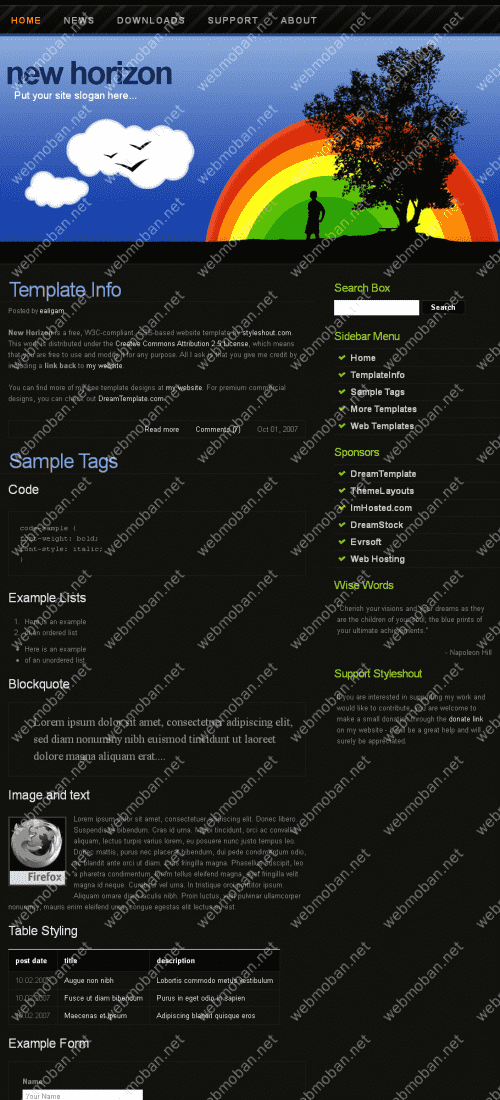 HOME NEWS DOWNLOADS SUPPORT ABOUT
new horizon
Put your site slogan here...
Template Info
Posted by ealigam
New Horizon is a free, W3C-compliant, CSS-based website template by styleshout.com.
This work is distributed under the Creative Commons Attribution 2.5 License, which means
that you are free to use and modify it for any purpose. All I ask is that you give me credit by
including a link back to my website.
You can find more of my free template designs at my website. For premium commercial
designs, you can check out DreamTemplate.com.
Read more Comments (7) Oct 01, 2007
Sample Tags
Code
code-sample {
font-weight: bold;
font-style: italic;
}
Example Lists
1. Here is an example
2. of an ordered list
Here is an example
of an unordered list
Blockquote
Lorem ipsum dolor sit amet, consectetuer adipiscing elit,
sed diam nonummy nibh euismod tincidunt ut laoreet
dolore magna aliquam erat....
Image and text
Firefox
Lorem ipsum dolor sit amet, consectetuer adipiscing elit. Donec libero.
Suspendisse bibendum. Cras id urna. Morbi tincidunt, orci ac convallis
aliquam, lectus turpis varius lorem, eu posuere nunc justo tempus leo.
Donec mattis, purus nec placerat bibendum, dui pede condimentum odio,
ac blandit ante orci ut diam. Cras fringilla magna. Phasellus suscipit, leo
a pharetra condimentum, lorem tellus eleifend magna, eget fringilla velit
magna id neque. Curabitur vel urna. In tristique orci porttitor ipsum.
Aliquam ornare diam iaculis nibh. Proin luctus, velit pulvinar ullamcorper
nonummy, mauris enim eleifend urna, congue egestas elit lectus eu est.
Table Styling
post date title description
10.02.2007 Augue non nibh Lobortis commodo metus vestibulum
10.02.2007 Fusce ut diam bibendum Purus in eget odio in sapien
10.02.2007 Maecenas et ipsum Adipiscing blandit quisque eros
Example Form
Name
Your Name
Search Box
Search
Sidebar Menu
Home
TemplateInfo
Sample Tags
More Templates
Web Templates
Sponsors
DreamTemplate
ThemeLayouts
ImHosted.com
DreamStock
Evrsoft
Web Hosting
Wise Words
"Cherish your visions and your dreams as they
are the children of your soul, the blue prints of
your ultimate achievements."
- Napoleon Hill
Support Styleshout
If you are interested in supporting my work and
would like to contribute, you are welcome to
make a small donation through the donate link
on my website - it will be a great help and will
surely be appreciated.
webmoban.net